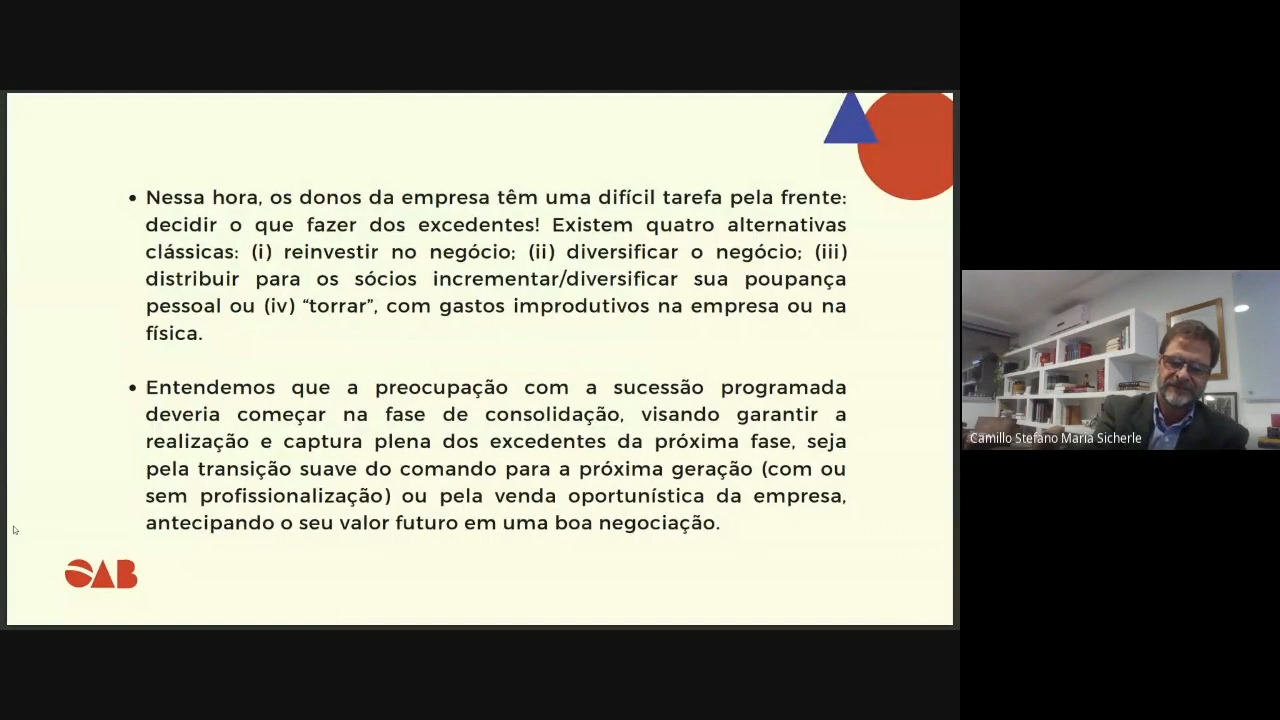 Nessa hora, os donos da empresa têm uma difícil tarefa pela frente:
decidir o que fazer dos excedentes! Existem quatro alternativas
clássicas: (i) reinvestir no negócio; (ii) diversificar o negócio; (iii)
distribuir para os sócios incrementar/diversificar sua poupança
pessoal ou (iv) “torrar”, com gastos improdutivos na empresa ou na
física.
Entendemos que a preocupação com a sucessão programada
deveria começar na fase de consolidação, visando garantir a
realização e captura plena dos excedentes da próxima fase, seja
pela transição suave do comando para a próxima geração (com ou
sem profissionalização) ou pela venda oportunística da empresa,
antecipando o seu valor futuro em uma boa negociação.
OAB
Camillo Stefano Maria Sicherle